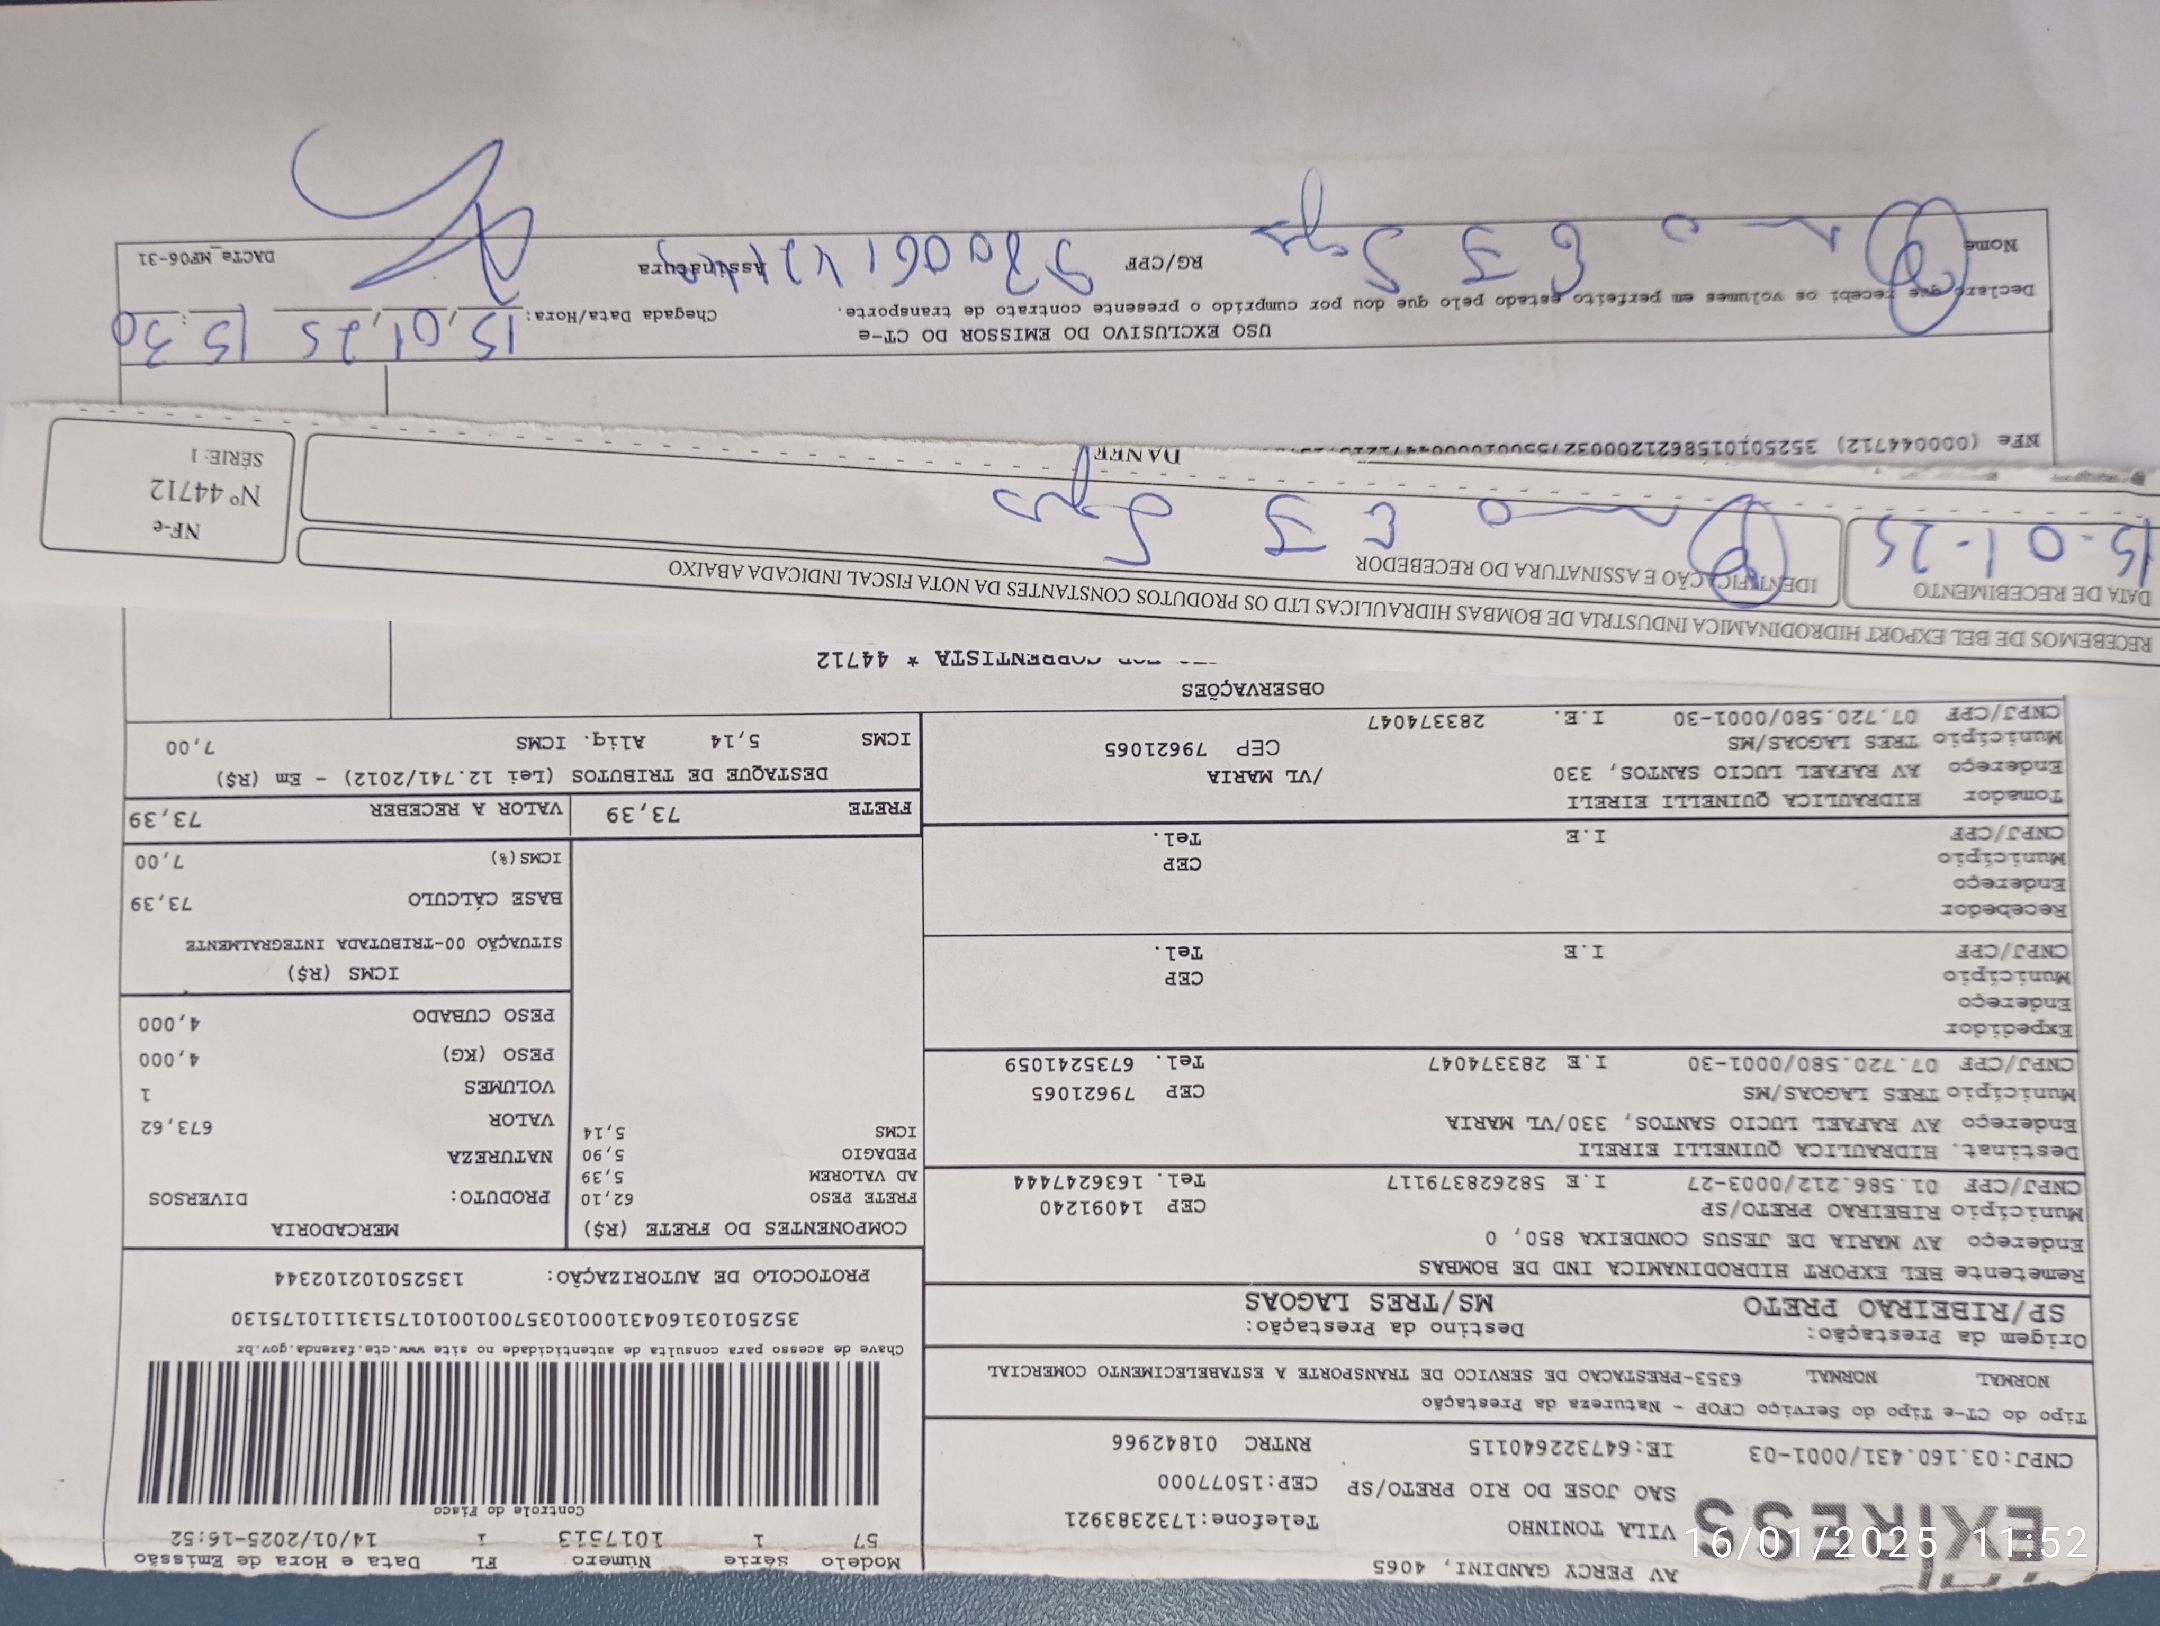 AV PERCY GANDINI, 4065
VILA TONINHO Telefone:1732383921
EXPRESS
SAO JOSE DO RIO PRETO/SP CEP:15077000
CNPJ:03.160.431/0001-03 IE:647322640115 RNTRC 01842966
Modelo série Número FL Data e Hora de Emissão
57 1 1017513 1 14/01/2025-16:52
Controle do Fisco
Chave de acesso para consulta de autenticidade no site www.cte.fazenda.gov.br
PROTOCOLO DE AUTORIZAÇÃO: 135250102102344
Tipo do CT-e Tipo do Serviço CFOP - Natureza da Prestação
NORMAL NORMAL 6353-PRESTACAO DE SERVICO DE TRANSPORTE A ESTABELECIMENTO COMERCIAL
Origem da Prestação: Destino da Prestação:
SP/RIBEIRAO PRETO MS/TRES LAGOAS
Remetente BEL EXPORT HIDRODINAMICA IND DE BOMBAS
Endereço AV MARIA DE JESUS CONDEIXA 850, 0
Município RIBEIRAO PRETO/SP CEP 14091240
CNPJ/CPF 01.586.212/0003-27 I.E 582628379117 Tel. 1636247444
Destinat. HIDRAULICA QUINELLI EIRELI
Endereço AV RAFAEL LUCIO SANTOS, 330/VL MARIA
Município TRES LAGOAS/MS CEP 79621065
CNPJ/CPF 07.720.580/0001-30 I.E 283374047 Tel. 6735241059
Expedidor
Endereço
Município CEP
CNPJ/CPF I.E Tel.
Recebedor
Endereço
Município CEP
CNPJ/CPF I.E Tel.
Tomador HIDRAULICA QUINELLI EIRELI
Endereço AV RAFAEL LUCIO SANTOS, 330 /VL MARIA
Município TRES LAGOAS/MS CEP 79621065
CNPJ/CPF 07.720.580/0001-30 I.E. 283374047
COMPONENTES DO FRETE (R$)
FRETE PESO 62,10
AD VALOREM 5,39
PEDAGIO 5,90
ICMS 5,14
MERCADORIA
PRODUTO: DIVERSOS
NATUREZA
VALOR 673,62
VOLUMES 1
PESO (KG) 4,000
PESO CUBADO 4,000
ICMS (R$)
SITUAÇÃO 00-TRIBUTADA INTEGRALMENTE
BASE CÁLCULO 73,39
ICMS(%) 7,00
FRETE 73,39 VALOR A RECEBER 73,39
DESTAQUE DE TRIBUTOS (Lei 12.741/2012) - Em (R$)
ICMS 5,14 Aliq. ICMS 7,00
OBSERVAÇÕES
CORRENTISTA * 44712
RECEBEMOS DE BEL EXPORT HIDRODINAMICA INDUSTRIA DE BOMBAS HIDRAULICAS LTD OS PRODUTOS CONSTANTES DA NOTA FISCAL INDICADA ABAIXO
DATA DE RECEBIMENTO IDENTIFICAÇÃO E ASSINATURA DO RECEBEDOR
15-01-25
NF-e
Nº 44712
SÉRIE: 1
DANFE
NFe (000044712)
USO EXCLUSIVO DO EMISSOR DO CT-e
Declaro que recebi os volumes em perfeito estado pelo que dou por cumprido o presente contrato de transporte.
Chegada Data/Hora: 15/01/25 15:30
Nome RG/CPF Assinatura
DACTe_MF06-31
16/01/2025 11:52